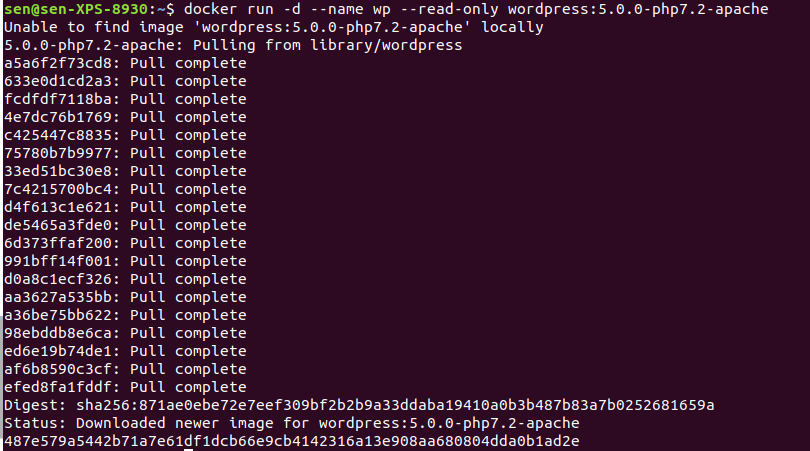 sen@sen-XPS-8930:~$ docker run -d --name wp --read-only wordpress:5.0.0-php7.2-apache
Unable to find image 'wordpress:5.0.0-php7.2-apache' locally
5.0.0-php7.2-apache: Pulling from library/wordpress
a5a6f2f73cd8: Pull complete
633e0d1cd2a3: Pull complete
fcdfdf7118ba: Pull complete
4e7dc76b1769: Pull complete
c425447c8835: Pull complete
75780b7b9977: Pull complete
33ed51bc30e8: Pull complete
7c4215700bc4: Pull complete
d4f613c1e621: Pull complete
de5465a3fde0: Pull complete
6d373ffaf200: Pull complete
991bff14f001: Pull complete
d0a8c1ecf326: Pull complete
aa3627a535bb: Pull complete
a36be75bb622: Pull complete
98ebddb8e6ca: Pull complete
ed6e19b74de1: Pull complete
af6b8590c3cf: Pull complete
efed8fa1fddf: Pull complete
Digest: sha256:871ae0ebe72e7eef309bf2b2b9a33ddaba19410a0b3b487b83a7b0252681659a
Status: Downloaded newer image for wordpress:5.0.0-php7.2-apache
487e579a5442b71a7e61df1dcb66e9cb4142316a13e908aa680804dda0b1ad2e